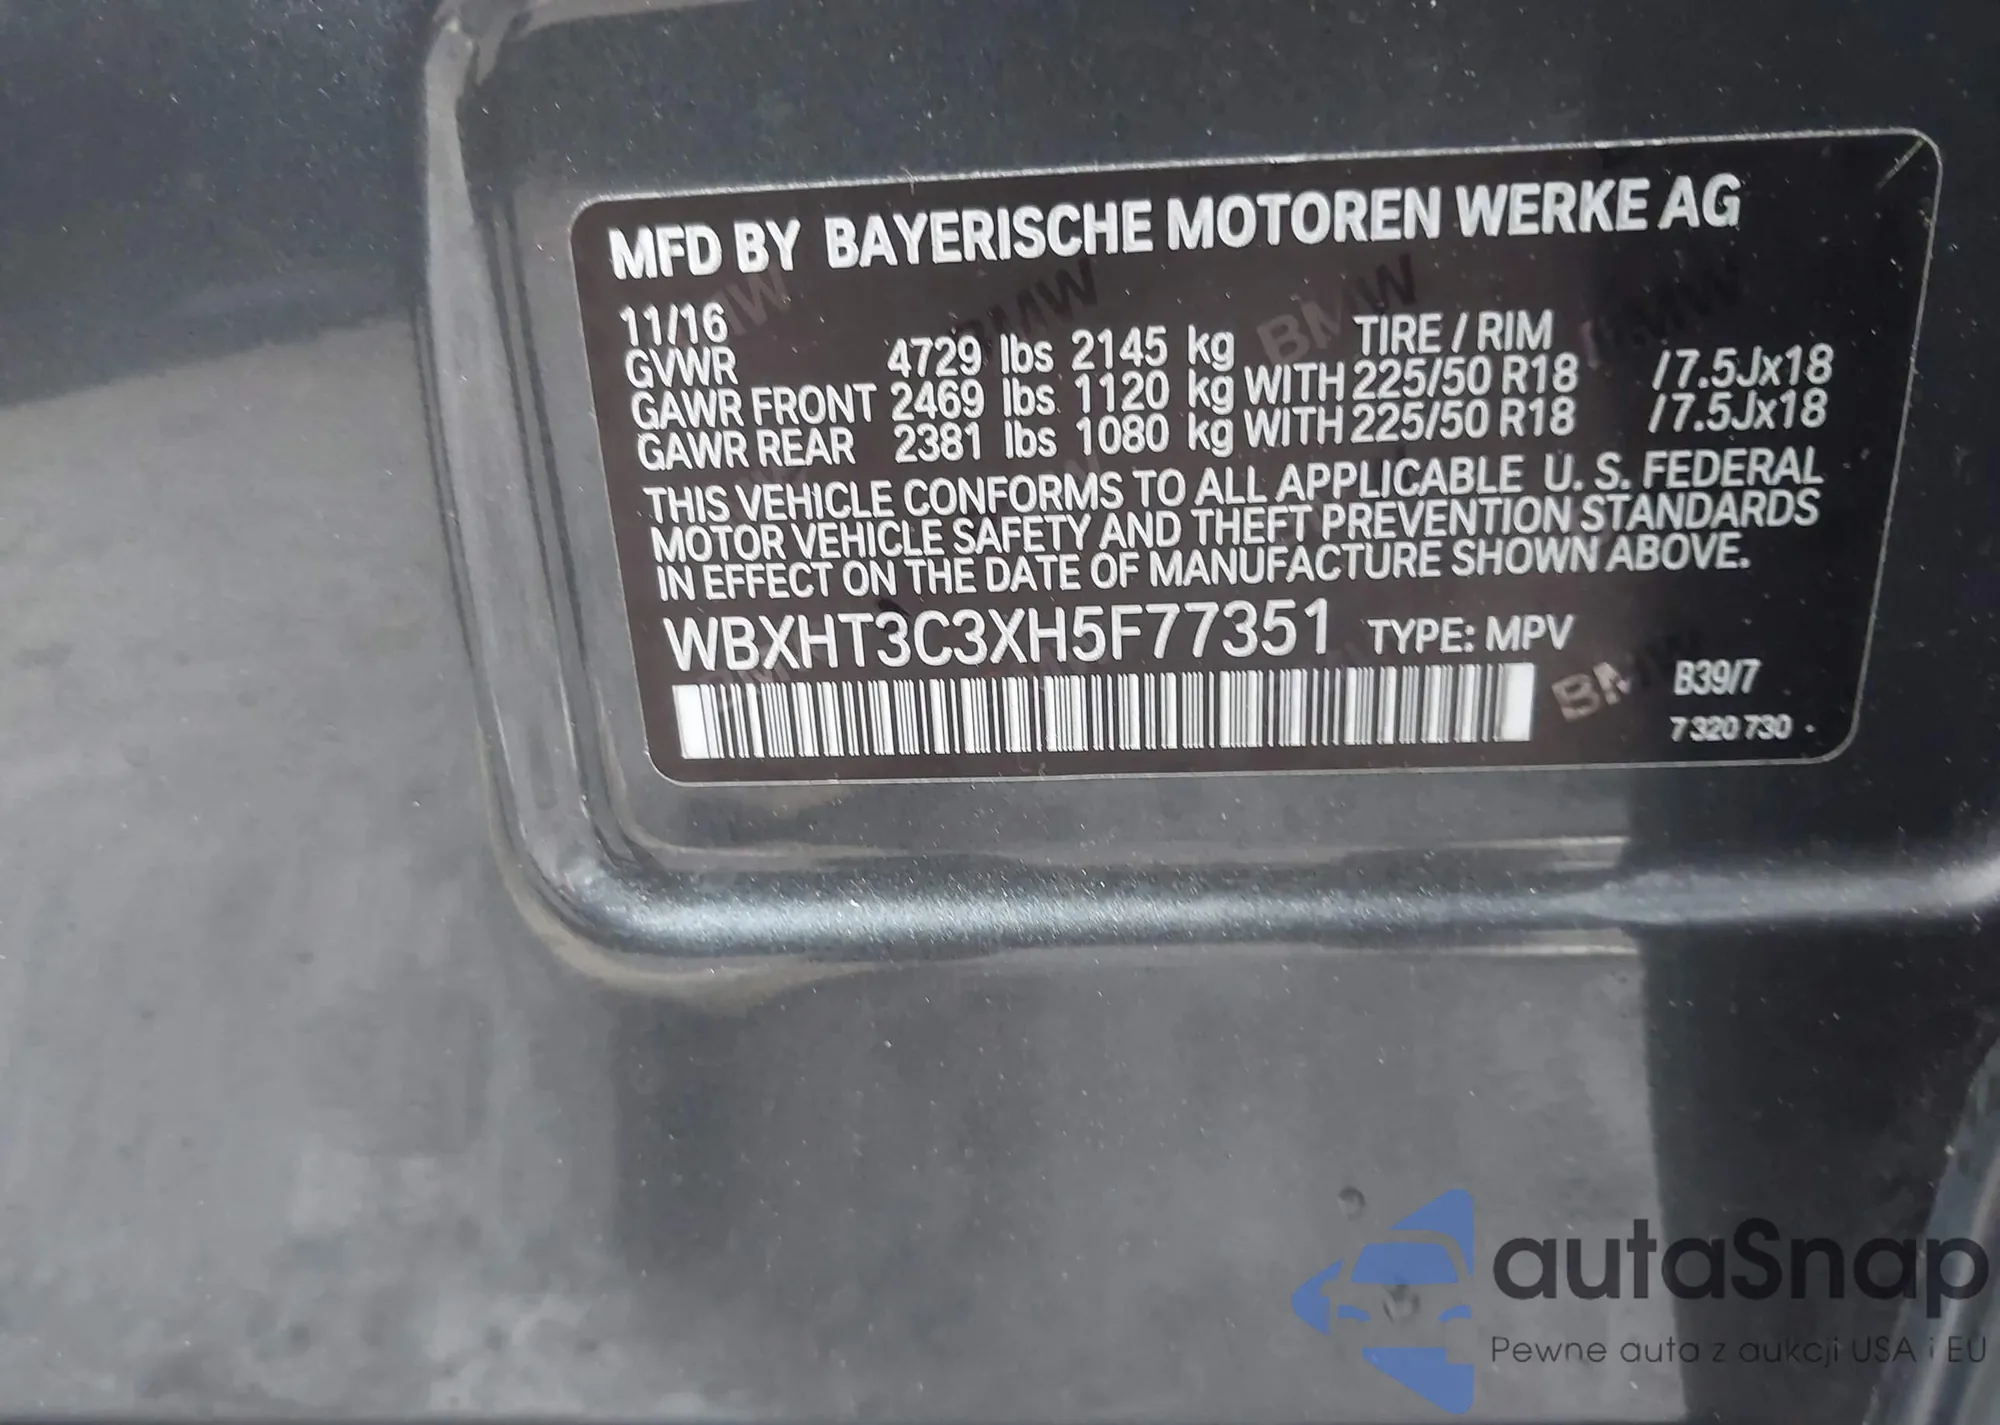 MFD BY BAYERISCHE MOTOREN WERKE AG
11/16 TIRE / RIM
GVWR 4729 lbs 2145 kg
GAWR FRONT 2469 lbs 1120 kg WITH 225/50 R18 /7.5Jx18
GAWR REAR 2381 lbs 1080 kg WITH 225/50 R18 /7.5Jx18
THIS VEHICLE CONFORMS TO ALL APPLICABLE U. S. FEDERAL
MOTOR VEHICLE SAFETY AND THEFT PREVENTION STANDARDS
IN EFFECT ON THE DATE OF MANUFACTURE SHOWN ABOVE.
WBXHT3C3XH5F77351 TYPE: MPV
B39/7
7 320 730
autaSnap
Pewne auta z aukcji USA i EU